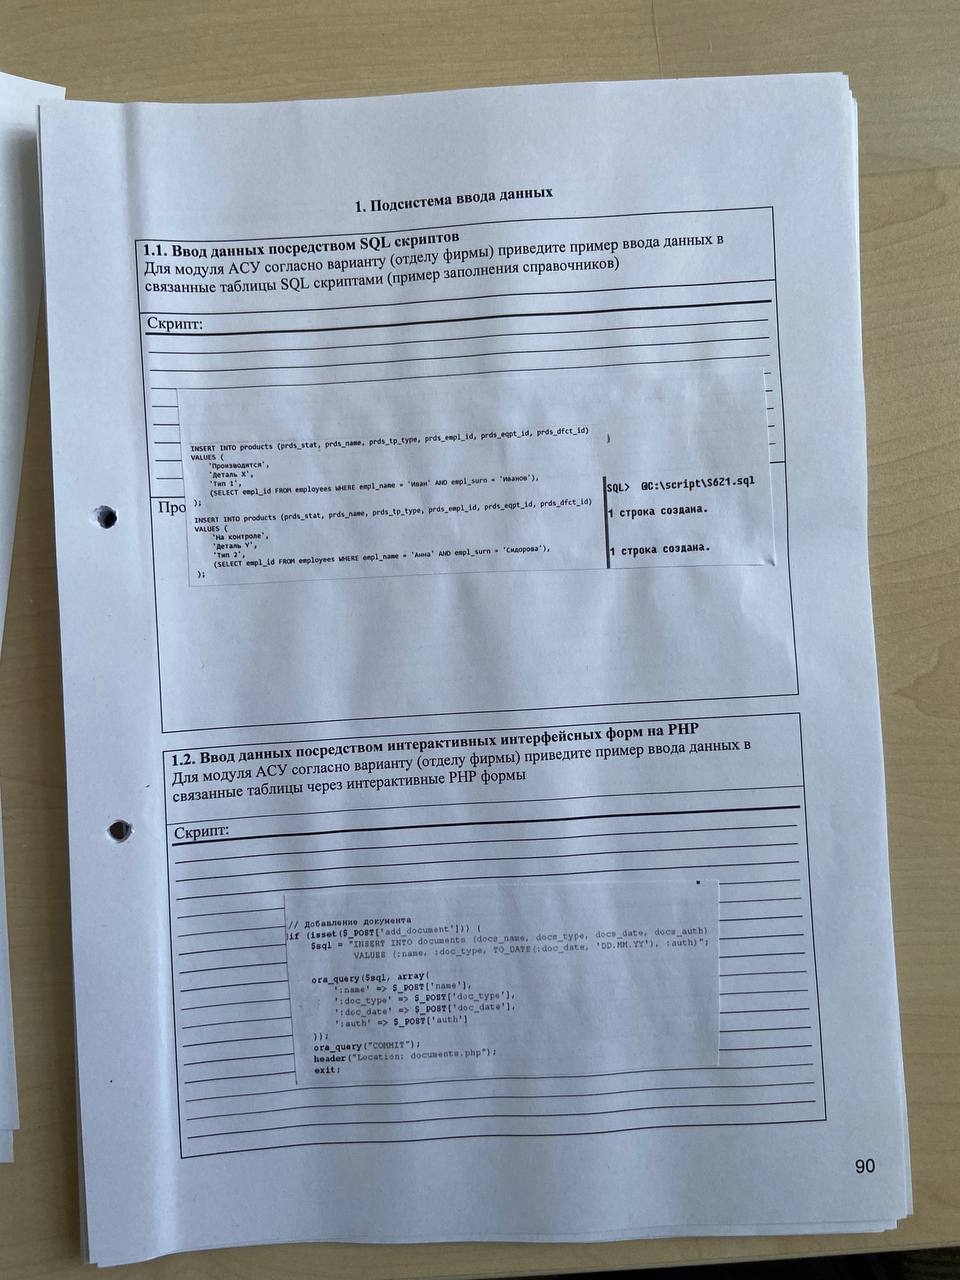 1. Подсистема ввода данных
1.1. Ввод данных посредством SQL скриптов
Для модуля АСУ согласно варианту (отделу фирмы) приведите пример ввода данных в
связанные таблицы SQL скриптами (пример заполнения справочников)
Скрипт:
INSERT INTO products (prds_stat, prds_name, prds_tp_type, prds_empl_id, prds_eqpt_id, prds_dfct_id)
VALUES (
'Производится',
'Деталь X',
'Тип 1',
(SELECT empl_id FROM employees WHERE empl_name = 'Иван' AND empl_surn = 'Иванов'),
);
INSERT INTO products (prds_stat, prds_name, prds_tp_type, prds_empl_id, prds_eqpt_id, prds_dfct_id)
VALUES (
'На контроле',
'Деталь Y',
'Тип 2',
(SELECT empl_id FROM employees WHERE empl_name = 'Анна' AND empl_surn = 'Сидорова'),
);
)
SQL> @C:\script\S621.sql
1 строка создана.
1 строка создана.
Про
1.2. Ввод данных посредством интерактивных интерфейсных форм на PHP
Для модуля АСУ согласно варианту (отделу фирмы) приведите пример ввода данных в
связанные таблицы через интерактивные PHP формы
Скрипт:
// Добавление документа
if (isset($_POST['add_document'])) {
$sql = "INSERT INTO documents (docs_name, docs_type, docs_date, docs_auth)
VALUES (:name, :doc_type, TO_DATE(:doc_date, 'DD.MM.YY'), :auth)";
ora_query($sql, array(
':name' => $_POST['name'],
':doc_type' => $_POST['doc_type'],
':doc_date' => $_POST['doc_date'],
':auth' => $_POST['auth']
));
ora_query("COMMIT");
header("Location: documents.php");
exit;
90